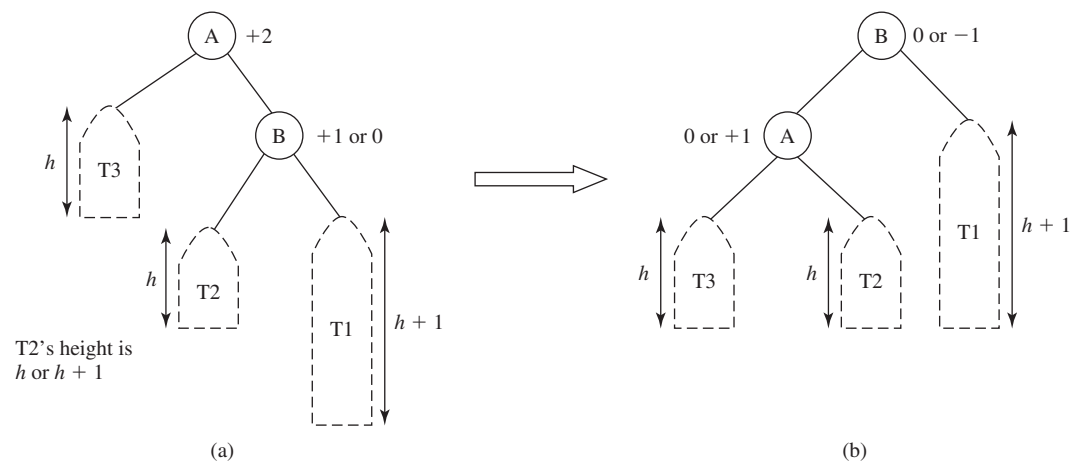 A +2
B 0 or −1
h
T3
B +1 or 0
0 or +1 A
h
T2
T1
h + 1
T2's height is
h or h + 1
h
T3
h
T2
T1
h + 1
(a)
(b)